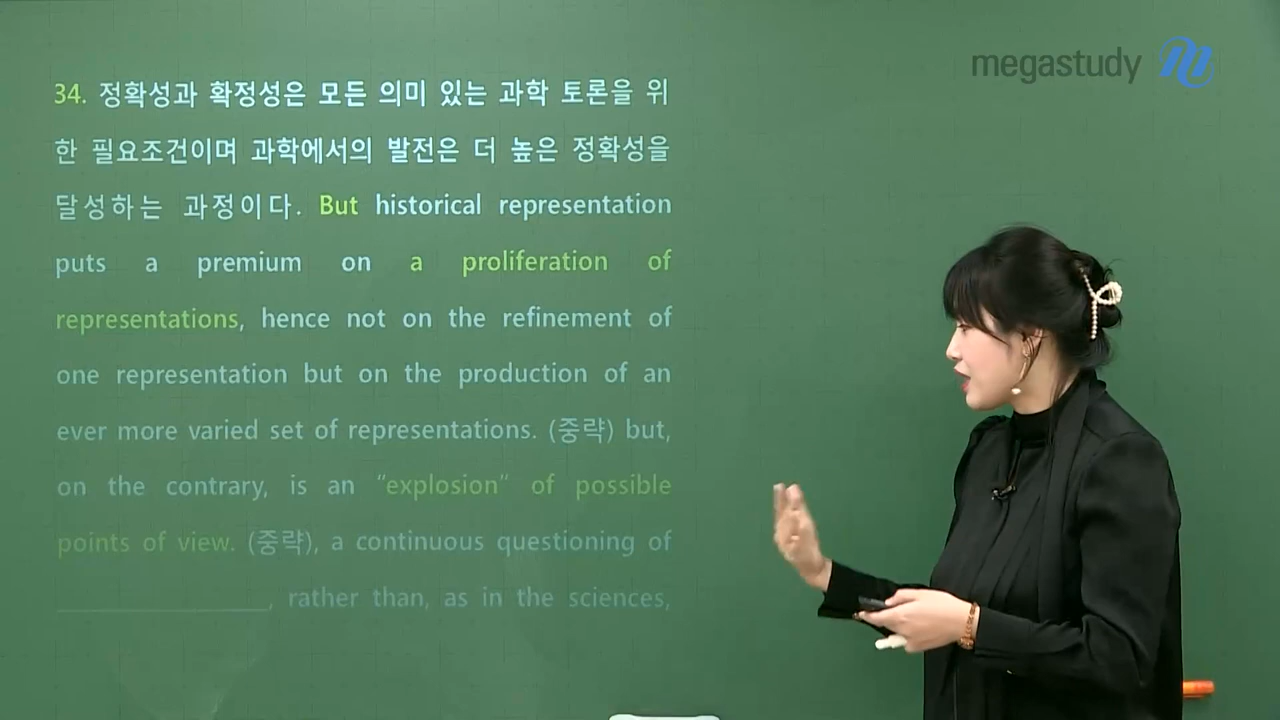 megastudy
34. 정확성과 확정성은 모든 의미 있는 과학 토론을 위
한 필요조건이며 과학에서의 발전은 더 높은 정확성을
달성하는 과정이다. But historical representation
puts a premium on a proliferation of
representations, hence not on the refinement of
one representation but on the production of an
ever more varied set of representations. (중략) but,
on the contrary, is an “explosion” of possible
points of view. (중략), a continuous questioning of
____________, rather than, as in the sciences,